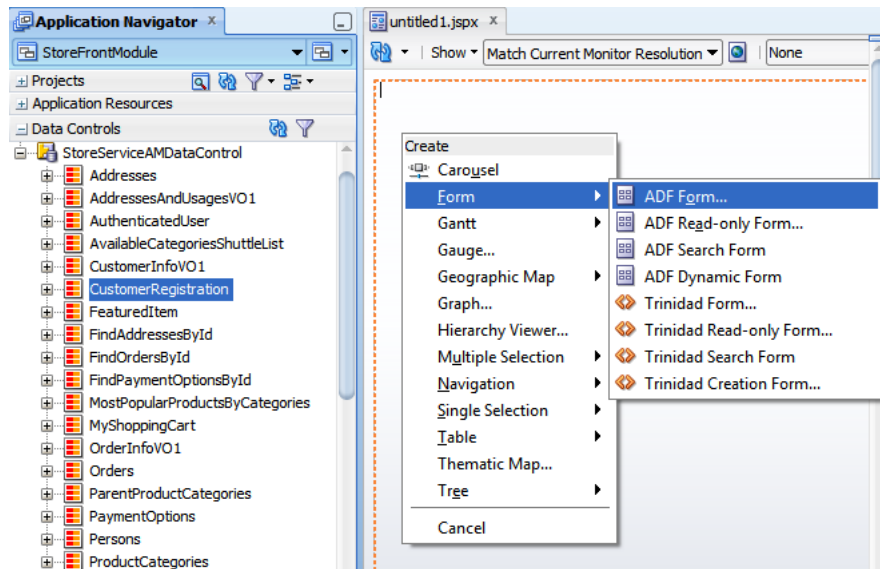 Application Navigator x
StoreFrontModule
Projects
Application Resources
Data Controls
StoreServiceAMDataControl
Addresses
AddressesAndUsagesVO1
AuthenticatedUser
AvailableCategoriesShuttleList
CustomerInfoVO1
CustomerRegistration
FeaturedItem
FindAddressesById
FindOrdersById
FindPaymentOptionsById
MostPopularProductsByCategories
MyShoppingCart
OrderInfoVO1
Orders
ParentProductCategories
PaymentOptions
Persons
ProductCategories
untitled1.jspx x
Show Match Current Monitor Resolution None
Create
Carousel
Form
Gantt
Gauge...
Geographic Map
Graph...
Hierarchy Viewer...
Multiple Selection
Navigation
Single Selection
Table
Thematic Map...
Tree
Cancel
ADF Form...
ADF Read-only Form...
ADF Search Form
ADF Dynamic Form
Trinidad Form...
Trinidad Read-only Form...
Trinidad Search Form
Trinidad Creation Form...